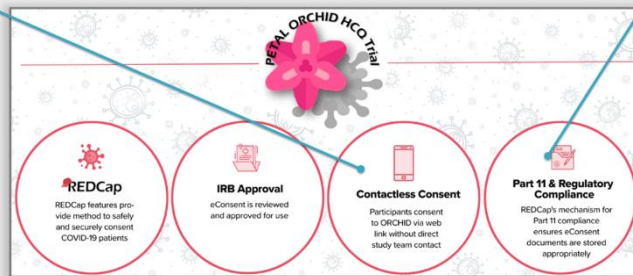 PETAL ORCHID HCQ Trial
REDCap
REDCap features pro-
vide method to safely
and securely consent
COVID-19 patients
IRB Approval
eConsent is reviewed
and approved for use
Contactless Consent
Participants consent
to ORCHID via web
link without direct
study team contact
Part 11 & Regulatory
Compliance
REDCap's mechanism for
Part 11 compliance
ensures eConsent
documents are stored
appropriately